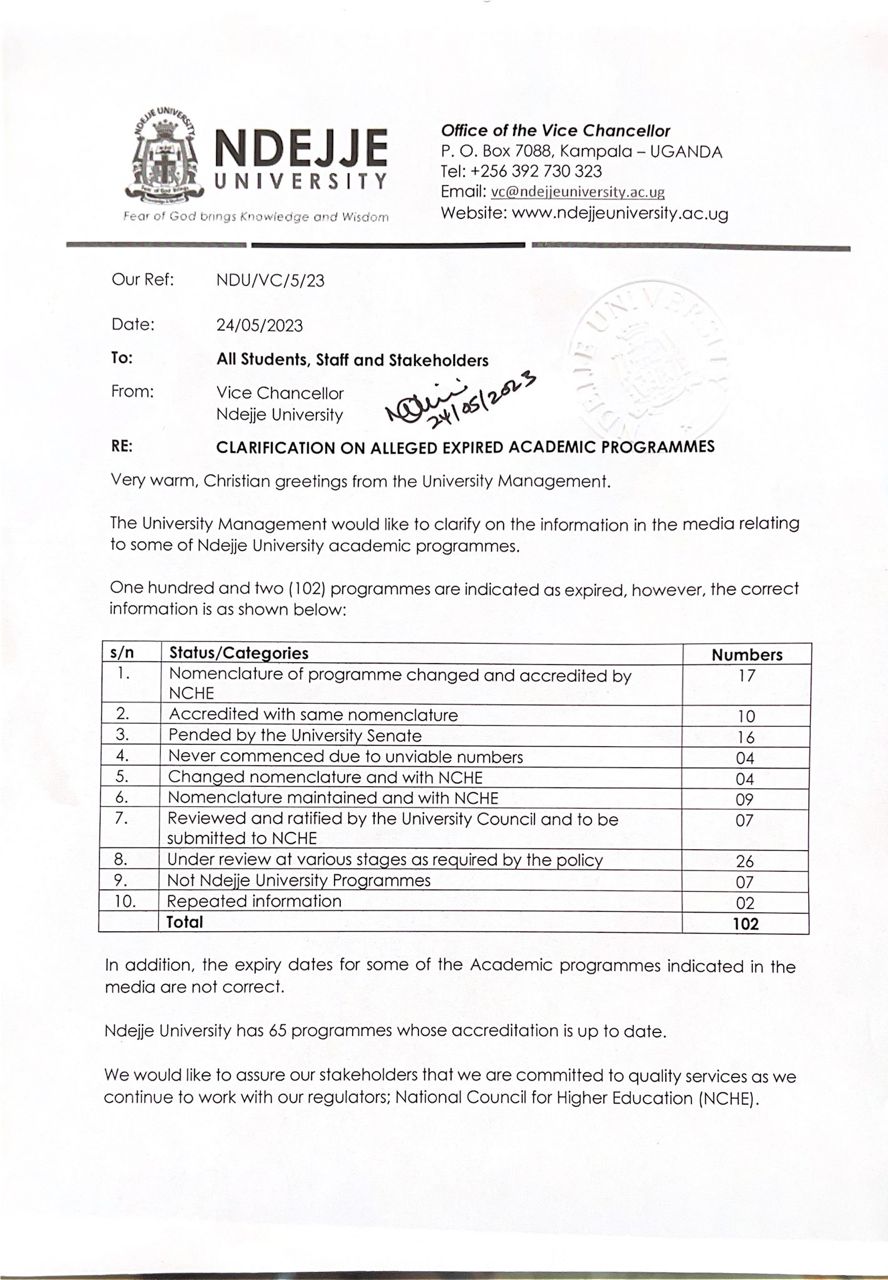 NDEJJE UNIVERSITY
NDEJJE
UNIVERSITY
Fear of God brings Knowledge and Wisdom
Office of the Vice Chancellor
P. O. Box 7088, Kampala – UGANDA
Tel: +256 392 730 323
Email: vc@ndejjeuniversity.ac.ug
Website: www.ndejjeuniversity.ac.ug
Our Ref: NDU/VC/5/23
Date: 24/05/2023
NDEJJE UNIVERSITY
To: All Students, Staff and Stakeholders
From: Vice Chancellor
Ndejje University
24/05/2023
RE: CLARIFICATION ON ALLEGED EXPIRED ACADEMIC PROGRAMMES
Very warm, Christian greetings from the University Management.
The University Management would like to clarify on the information in the media relating
to some of Ndejje University academic programmes.
One hundred and two (102) programmes are indicated as expired, however, the correct
information is as shown below:
s/n Status/Categories Numbers
1. Nomenclature of programme changed and accredited by 17
NCHE
2. Accredited with same nomenclature 10
3. Pended by the University Senate 16
4. Never commenced due to unviable numbers 04
5. Changed nomenclature and with NCHE 04
6. Nomenclature maintained and with NCHE 09
7. Reviewed and ratified by the University Council and to be 07
submitted to NCHE
8. Under review at various stages as required by the policy 26
9. Not Ndejje University Programmes 07
10. Repeated information 02
Total 102
In addition, the expiry dates for some of the Academic programmes indicated in the
media are not correct.
Ndejje University has 65 programmes whose accreditation is up to date.
We would like to assure our stakeholders that we are committed to quality services as we
continue to work with our regulators; National Council for Higher Education (NCHE).